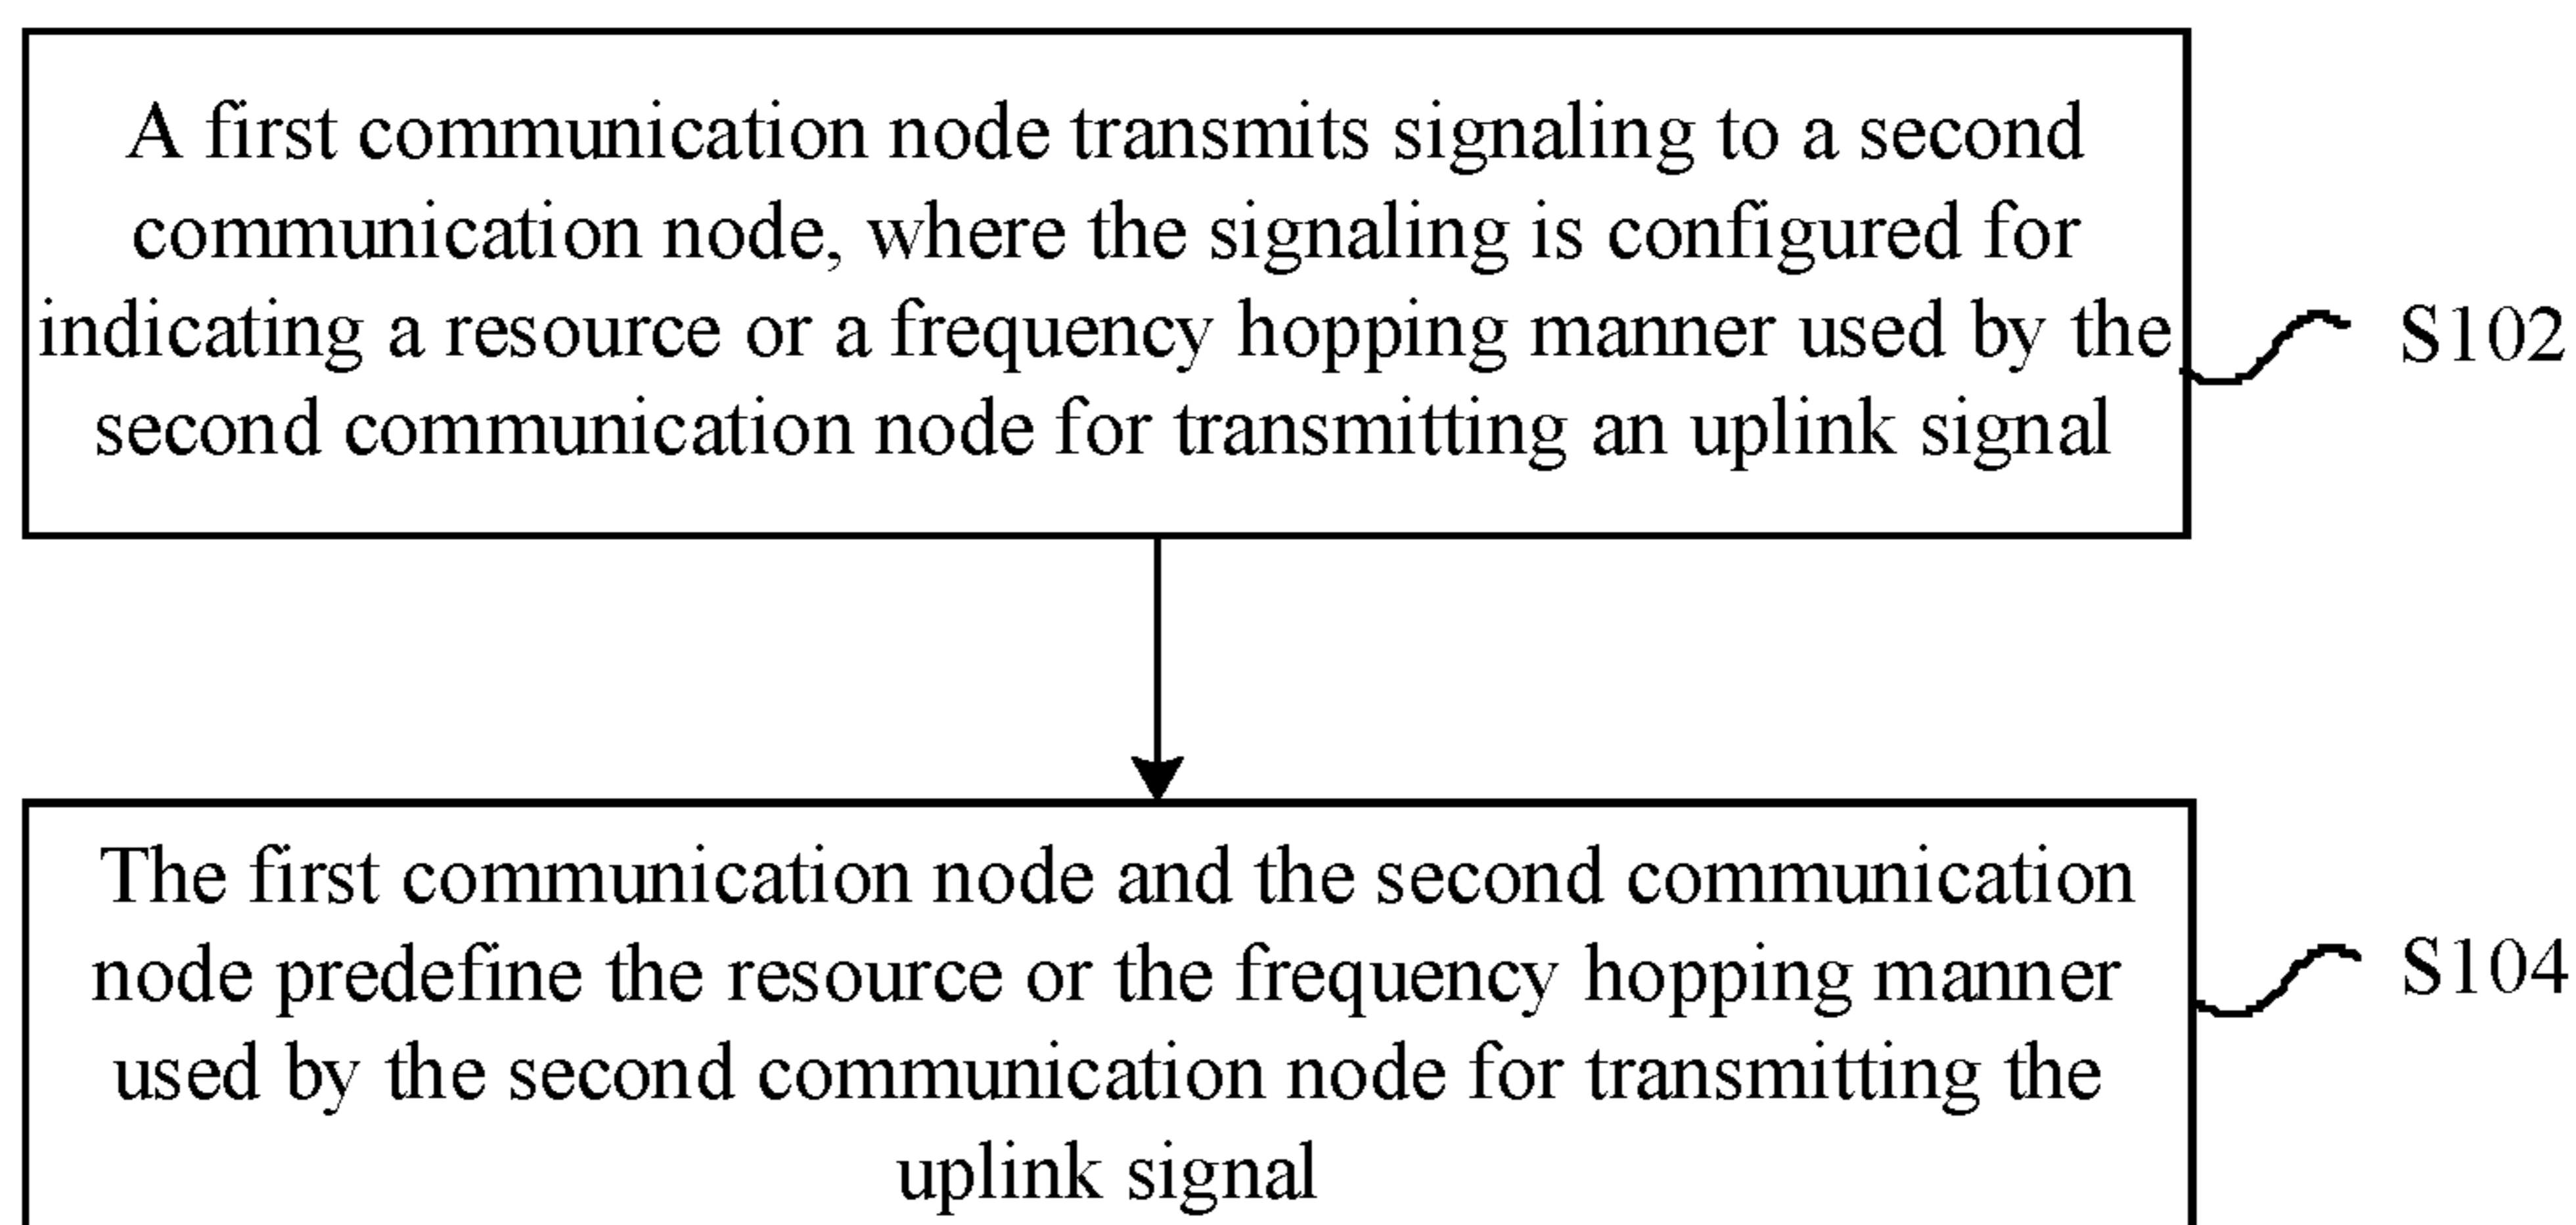 A first communication node transmits signaling to a second
communication node, where the signaling is configured for
indicating a resource or a frequency hopping manner used by the
second communication node for transmitting an uplink signal
S102
The first communication node and the second communication
node predefine the resource or the frequency hopping manner
used by the second communication node for transmitting the
uplink signal
S104